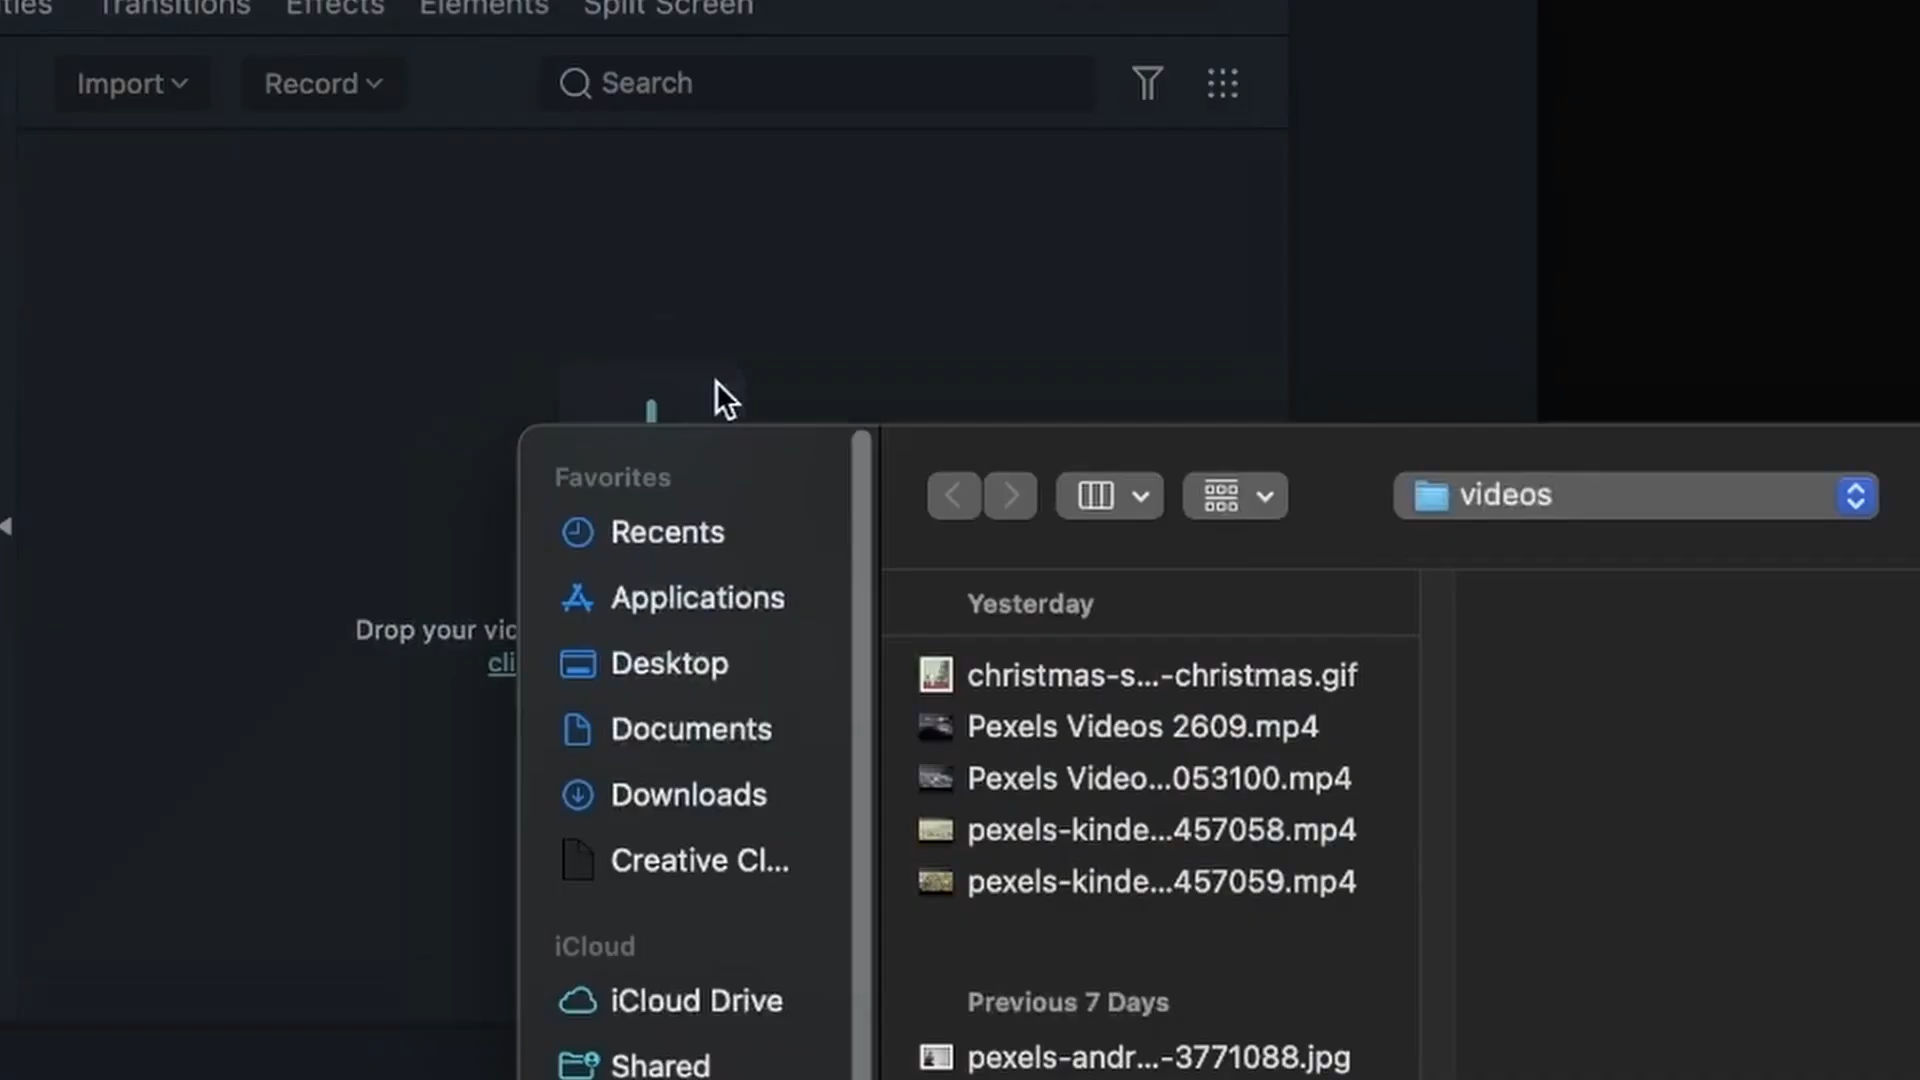 Transitions Effects Elements Split Screen
Import Record Search
Drop your
Favorites
Recents
Applications
Desktop
Documents
Downloads
Creative Cl...
iCloud
iCloud Drive
Shared
videos
Yesterday
christmas-s...-christmas.gif
Pexels Videos 2609.mp4
Pexels Video...053100.mp4
pexels-kinde...457058.mp4
pexels-kinde...457059.mp4
Previous 7 Days
pexels-andr...-3771088.jpg